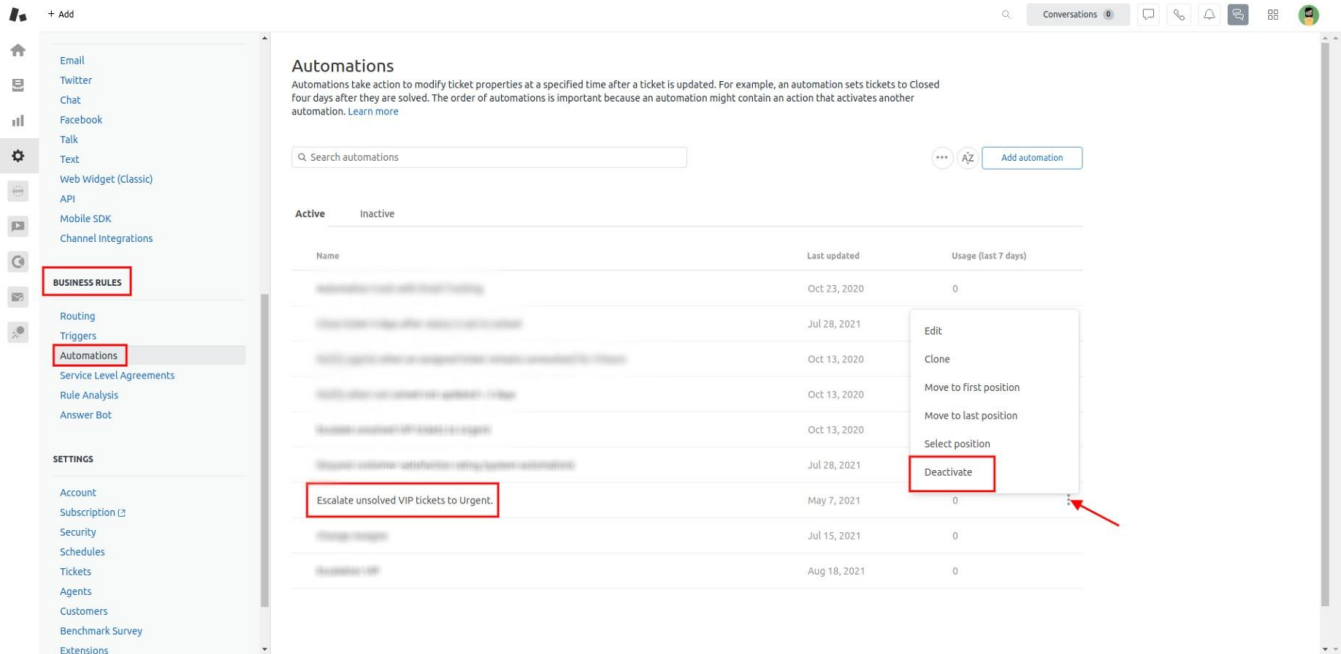 + Add
Conversations 0
Email
Twitter
Chat
Facebook
Talk
Text
Web Widget (Classic)
API
Mobile SDK
Channel Integrations
BUSINESS RULES
Routing
Triggers
Automations
Service Level Agreements
Rule Analysis
Answer Bot
SETTINGS
Account
Subscription
Security
Schedules
Tickets
Agents
Customers
Benchmark Survey
Extensions
Automations
Automations take action to modify ticket properties at a specified time after a ticket is updated. For example, an automation sets tickets to Closed
four days after they are solved. The order of automations is important because an automation might contain an action that activates another
automation. Learn more
Search automations
AZ
Add automation
Active Inactive
Name Last updated Usage (last 7 days)
Oct 23, 2020 0
Jul 28, 2021
Oct 13, 2020
Oct 13, 2020
Oct 13, 2020
Jul 28, 2021
Escalate unsolved VIP tickets to Urgent. May 7, 2021 0
Jul 15, 2021 0
Aug 18, 2021 0
Edit
Clone
Move to first position
Move to last position
Select position
Deactivate